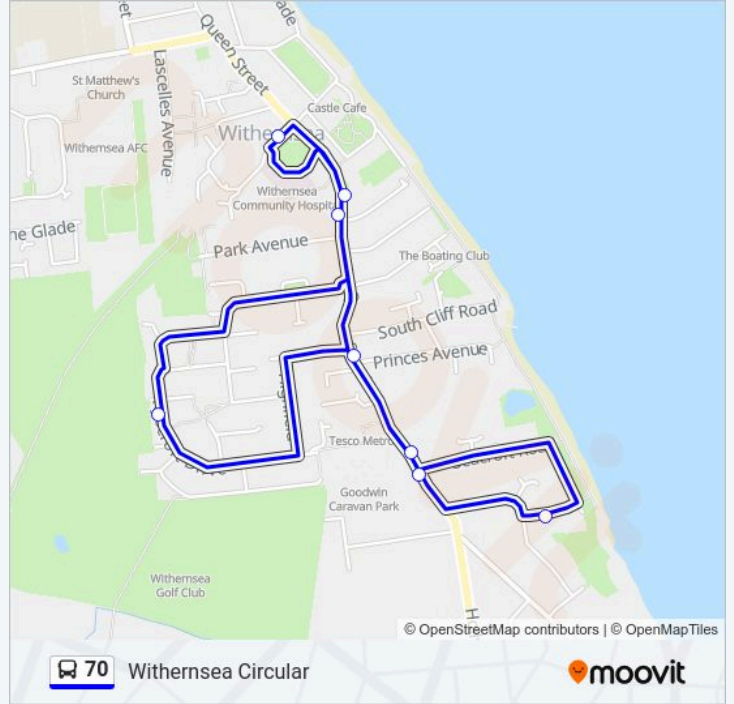 Queen Street
St Matthew's
Church
Lascelles Avenue
Castle Cafe
Withernsea AFC
Withernsea
Community Hospital
The Glade
Park Avenue
The Boating Club
South Cliff Road
Princes Avenue
Tesco Metro
Goodwin
Caravan Park
Withernsea
Golf Club
© OpenStreetMap contributors | © OpenMapTiles
70 Withernsea Circular
moovit